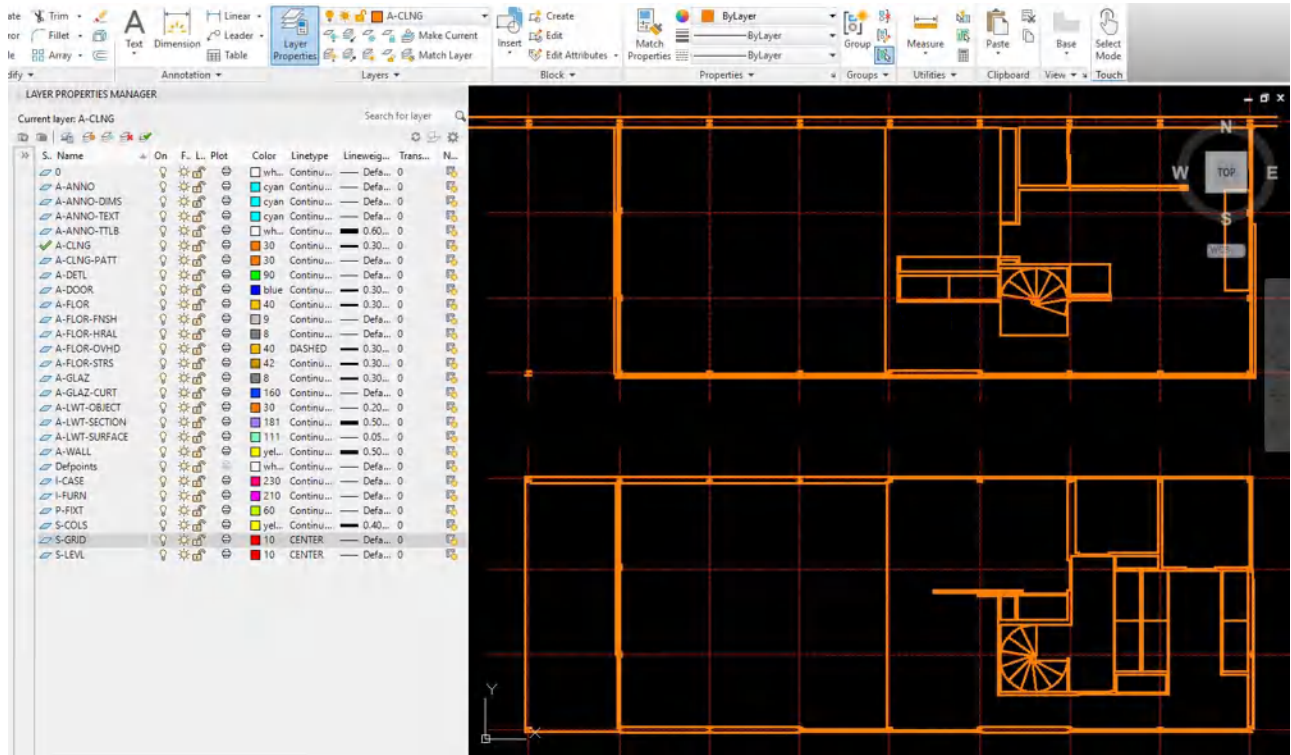 ate Trim Linear A-CLNG Create ByLayer
ror Fillet Leader Make Current Edit ByLayer
le Array Text Dimension Table Layer Properties Match Layer Insert Edit Attributes Match Properties ByLayer Group Measure Paste Base Select Mode
dify Annotation Layers Block Properties Groups Utilities Clipboard View Touch
LAYER PROPERTIES MANAGER
Current layer: A-CLNG Search for layer
S.. Name On F.. L.. Plot Color Linetype Lineweig... Trans... N...
0 wh... Continu... Defa... 0
A-ANNO cyan Continu... Defa... 0
A-ANNO-DIMS cyan Continu... Defa... 0
A-ANNO-TEXT cyan Continu... Defa... 0
A-ANNO-TTLB wh... Continu... 0.60... 0
A-CLNG 30 Continu... 0.30... 0
A-CLNG-PATT 30 Continu... Defa... 0
A-DETL 90 Continu... Defa... 0
A-DOOR blue Continu... 0.30... 0
A-FLOR 40 Continu... 0.30... 0
A-FLOR-FNSH 9 Continu... Defa... 0
A-FLOR-HRAL 8 Continu... Defa... 0
A-FLOR-OVHD 40 DASHED 0.30... 0
A-FLOR-STRS 42 Continu... 0.30... 0
A-GLAZ 8 Continu... 0.30... 0
A-GLAZ-CURT 160 Continu... Defa... 0
A-LWT-OBJECT 30 Continu... 0.20... 0
A-LWT-SECTION 181 Continu... 0.50... 0
A-LWT-SURFACE 111 Continu... 0.05... 0
A-WALL yel... Continu... 0.50... 0
Defpoints wh... Continu... Defa... 0
I-CASE 230 Continu... Defa... 0
I-FURN 210 Continu... Defa... 0
P-FIXT 60 Continu... Defa... 0
S-COLS yel... Continu... 0.40... 0
S-GRID 10 CENTER Defa... 0
S-LEVL 10 CENTER Defa... 0
N
W TOP E
S
WCS
Y
X